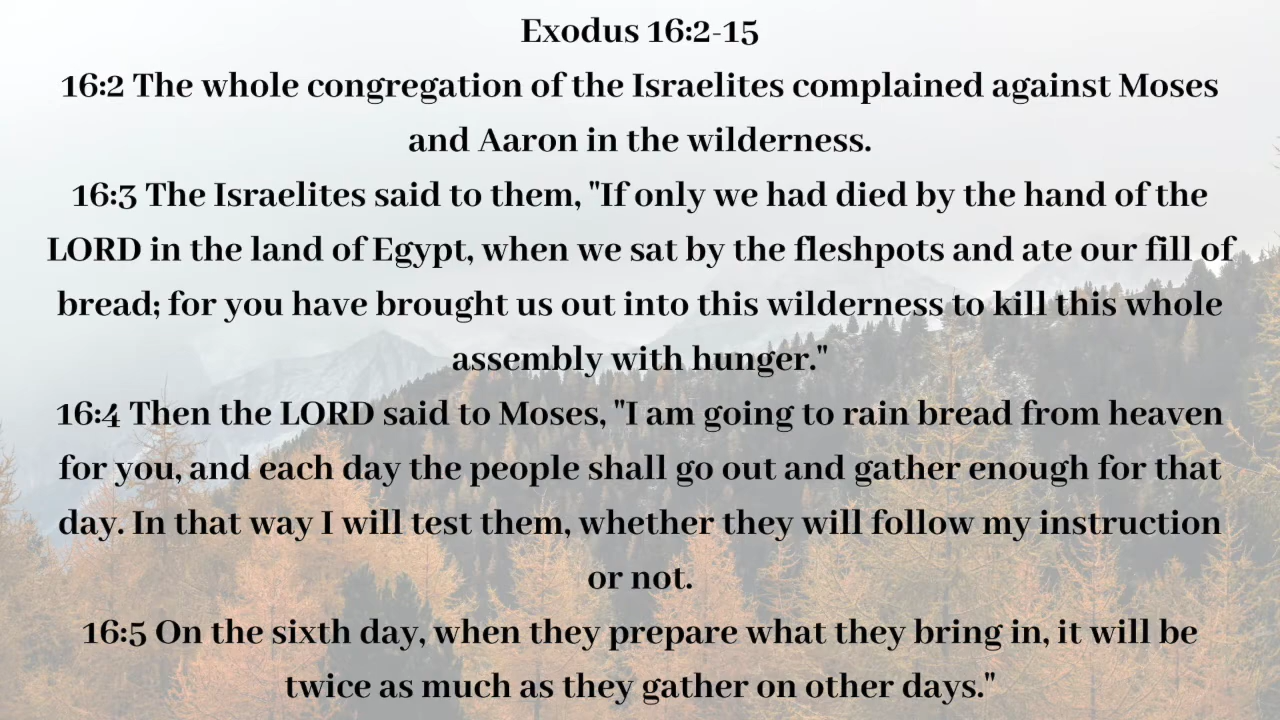 Exodus 16:2-15
16:2 The whole congregation of the Israelites complained against Moses
and Aaron in the wilderness.
16:3 The Israelites said to them, "If only we had died by the hand of the
LORD in the land of Egypt, when we sat by the fleshpots and ate our fill of
bread; for you have brought us out into this wilderness to kill this whole
assembly with hunger."
16:4 Then the LORD said to Moses, "I am going to rain bread from heaven
for you, and each day the people shall go out and gather enough for that
day. In that way I will test them, whether they will follow my instruction
or not.
16:5 On the sixth day, when they prepare what they bring in, it will be
twice as much as they gather on other days."